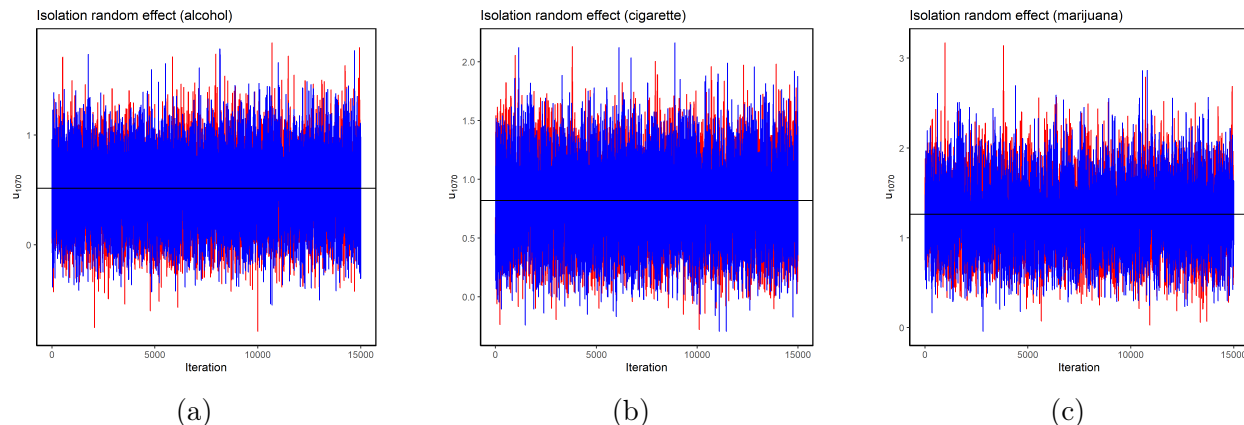 Isolation random effect (alcohol)
u1070
1
0
0
5000
10000
15000
Iteration
(a)
Isolation random effect (cigarette)
u1070
2.0
1.5
1.0
0.5
0.0
0
5000
10000
15000
Iteration
(b)
Isolation random effect (marijuana)
u1070
3
2
1
0
0
5000
10000
15000
Iteration
(c)